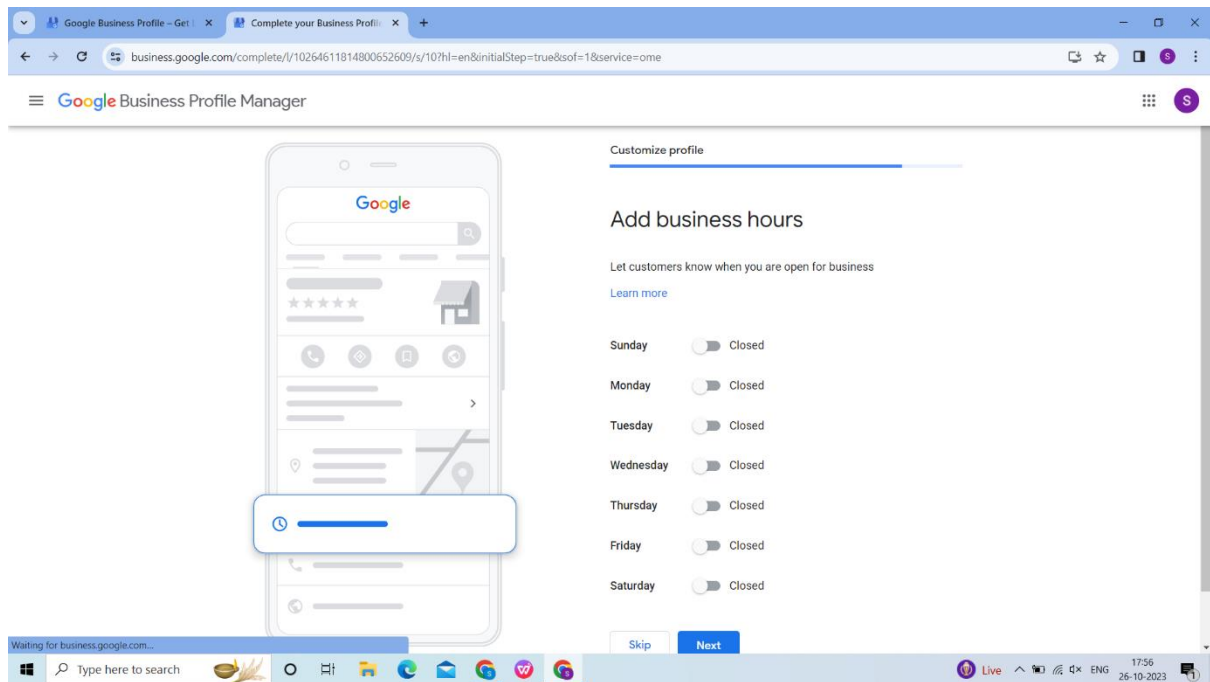 Google Business Profile – Get L
Complete your Business Profile
business.google.com/complete/l/10264611814800652609/s/10?hl=en&initialStep=true&sof=1&service=ome
S
Google Business Profile Manager
S
Customize profile
Google
Add business hours
Let customers know when you are open for business
Learn more
Sunday Closed
Monday Closed
Tuesday Closed
Wednesday Closed
Thursday Closed
Friday Closed
Saturday Closed
Skip Next
Waiting for business.google.com...
Type here to search
Live ENG 17:56
26-10-2023